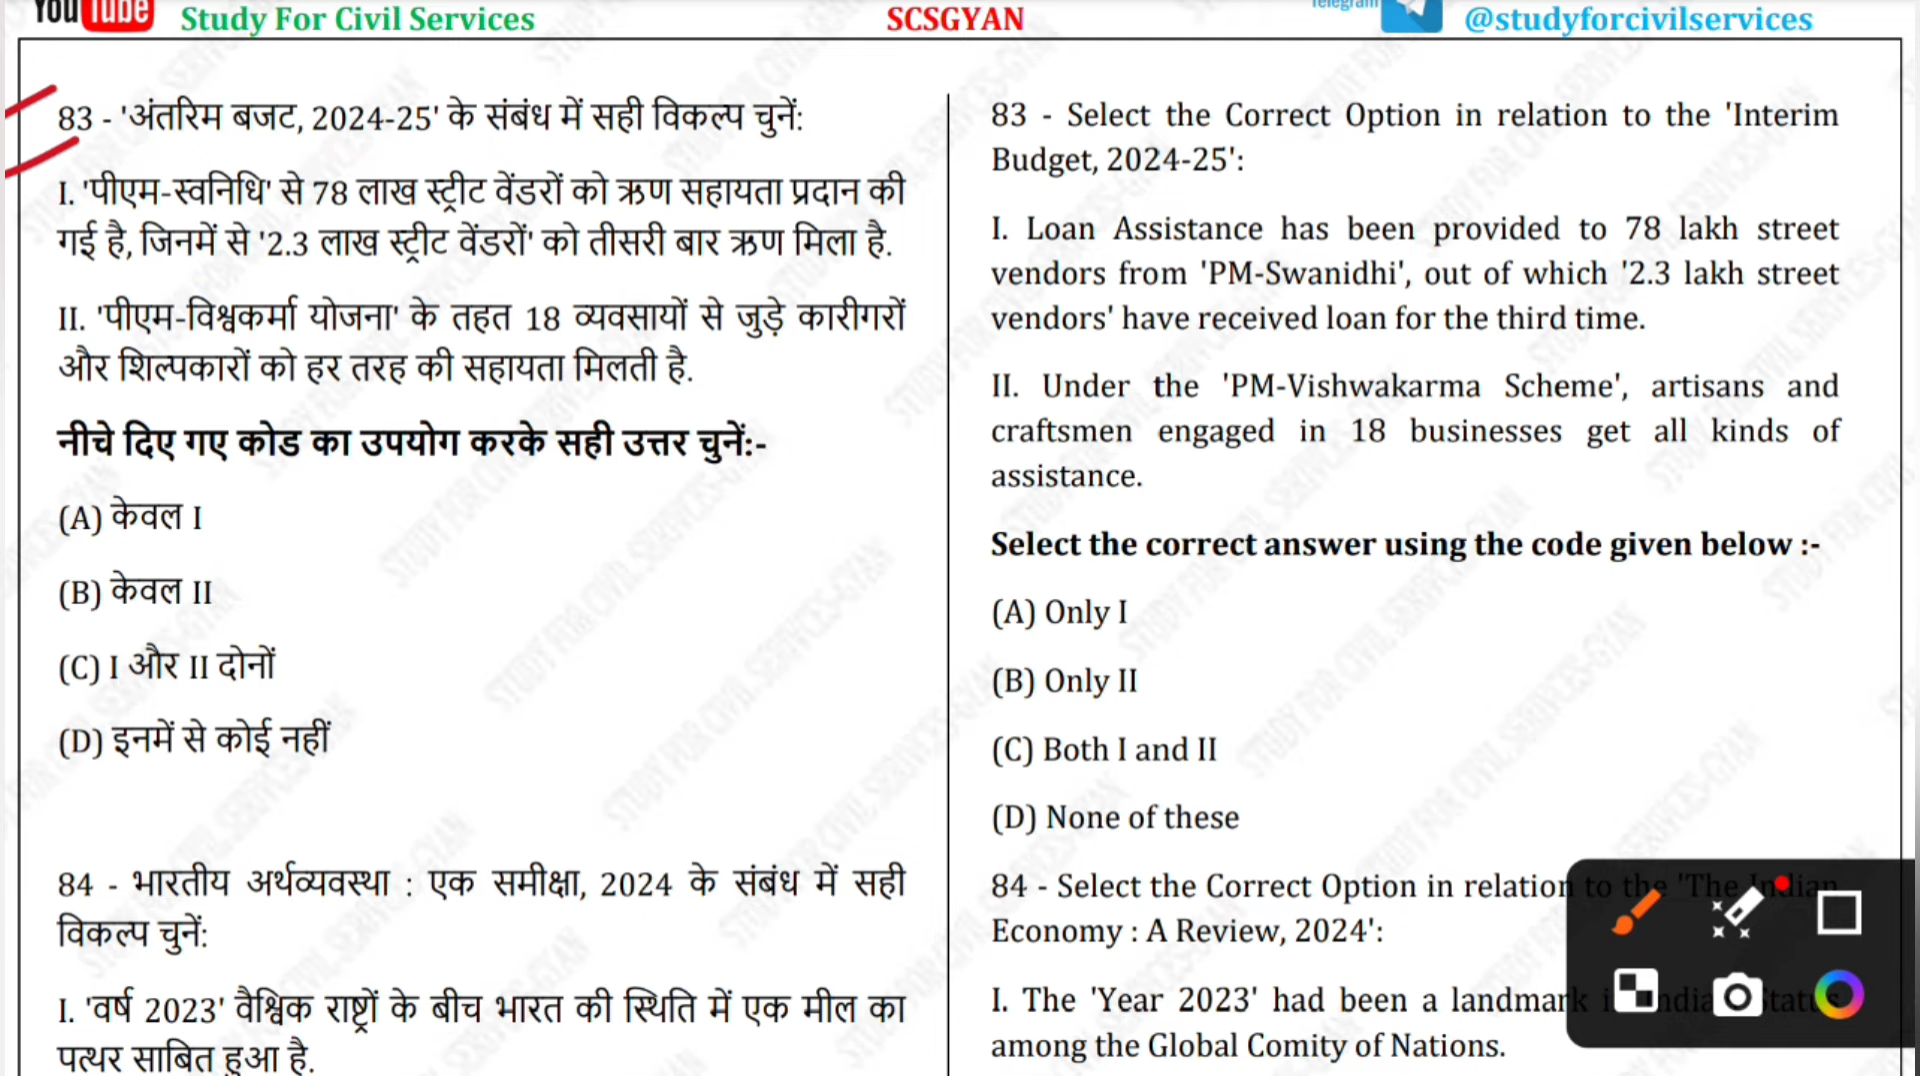 YouTube Study For Civil Services SCSGYAN Telegram @studyforcivilservices
83 - 'अंतरिम बजट, 2024-25' के संबंध में सही विकल्प चुनें:
I. 'पीएम-स्वनिधि' से 78 लाख स्ट्रीट वेंडरों को ऋण सहायता प्रदान की
गई है, जिनमें से '2.3 लाख स्ट्रीट वेंडरों' को तीसरी बार ऋण मिला है.
II. 'पीएम-विश्वकर्मा योजना' के तहत 18 व्यवसायों से जुड़े कारीगरों
और शिल्पकारों को हर तरह की सहायता मिलती है.
नीचे दिए गए कोड का उपयोग करके सही उत्तर चुनें:-
(A) केवल I
(B) केवल II
(C) I और II दोनों
(D) इनमें से कोई नहीं
84 - भारतीय अर्थव्यवस्था : एक समीक्षा, 2024 के संबंध में सही
विकल्प चुनें:
I. 'वर्ष 2023' वैश्विक राष्ट्रों के बीच भारत की स्थिति में एक मील का
पत्थर साबित हुआ है.
83 - Select the Correct Option in relation to the 'Interim
Budget, 2024-25':
I. Loan Assistance has been provided to 78 lakh street
vendors from 'PM-Swanidhi', out of which '2.3 lakh street
vendors' have received loan for the third time.
II. Under the 'PM-Vishwakarma Scheme', artisans and
craftsmen engaged in 18 businesses get all kinds of
assistance.
Select the correct answer using the code given below :-
(A) Only I
(B) Only II
(C) Both I and II
(D) None of these
84 - Select the Correct Option in relation to the 'The Indian
Economy : A Review, 2024':
I. The 'Year 2023' had been a landmark
among the Global Comity of Nations.